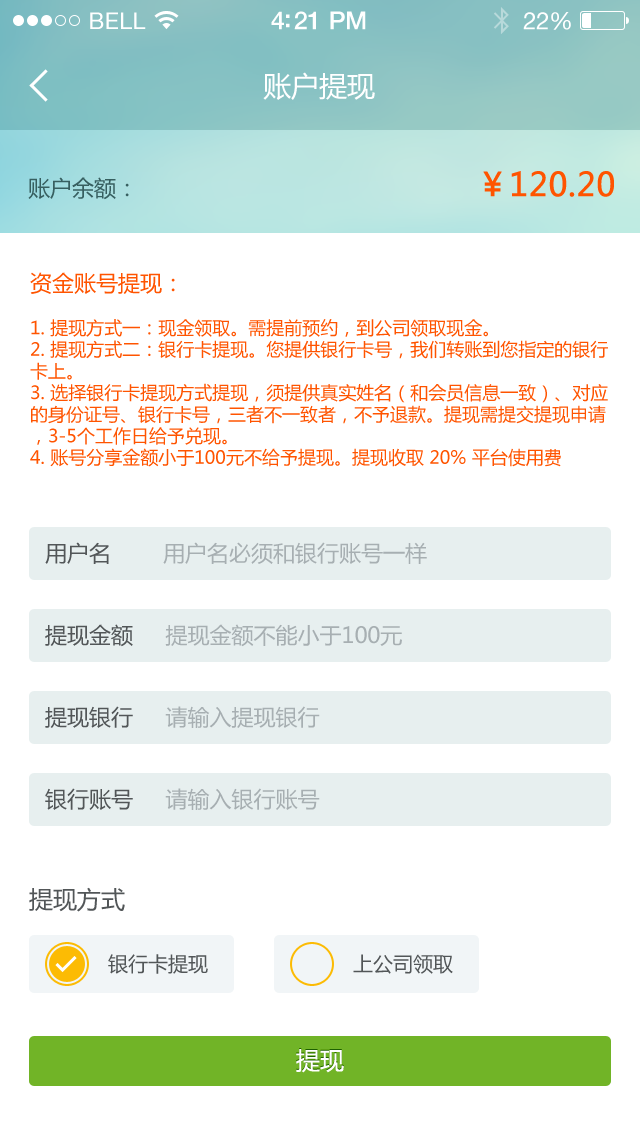 BELL 4:21 PM 22%
账户提现
账户余额： ¥120.20
资金账号提现：
1. 提现方式一：现金领取。需提前预约，到公司领取现金。
2. 提现方式二：银行卡提现。您提供银行卡号，我们转账到您指定的银行
卡上。
3. 选择银行卡提现方式提现，须提供真实姓名（和会员信息一致）、对应
的身份证号、银行卡号，三者不一致者，不予退款。提现需提交提现申请
，3-5个工作日给予兑现。
4. 账号分享金额小于100元不给予提现。提现收取 20% 平台使用费
用户名 用户名必须和银行账号一样
提现金额 提现金额不能小于100元
提现银行 请输入提现银行
银行账号 请输入银行账号
提现方式
银行卡提现 上公司领取
提现